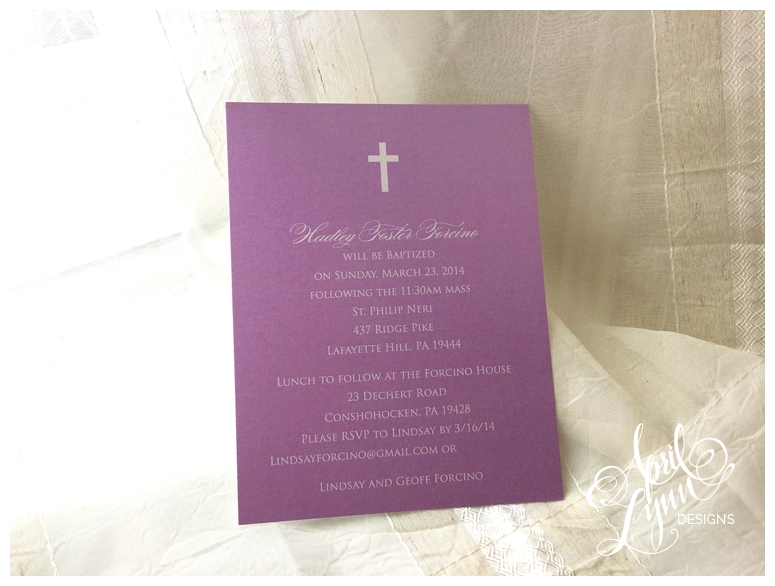 Hadley Foster Forcino
will be Baptized
on Sunday, March 23, 2014
following the 11:30am mass
St. Philip Neri
437 Ridge Pike
Lafayette Hill, PA 19444
Lunch to follow at the Forcino House
23 Dechert Road
Conshohocken, PA 19428
Please RSVP to Lindsay by 3/16/14
Lindsayforcino@gmail.com or
Lindsay and Geoff Forcino
April
Lynn
DESIGNS